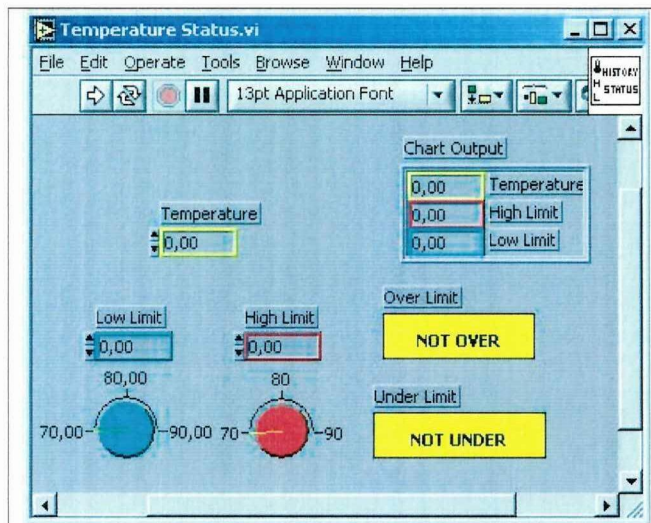 Temperature Status.vi
File Edit Operate Tools Browse Window Help
HISTORY
H STATUS
L
13pt Application Font
Chart Output
0,00 Temperature
0,00 High Limit
0,00 Low Limit
Temperature
0,00
Low Limit
0,00
80,00
70,00 90,00
High Limit
0,00
80
70 90
Over Limit
NOT OVER
Under Limit
NOT UNDER